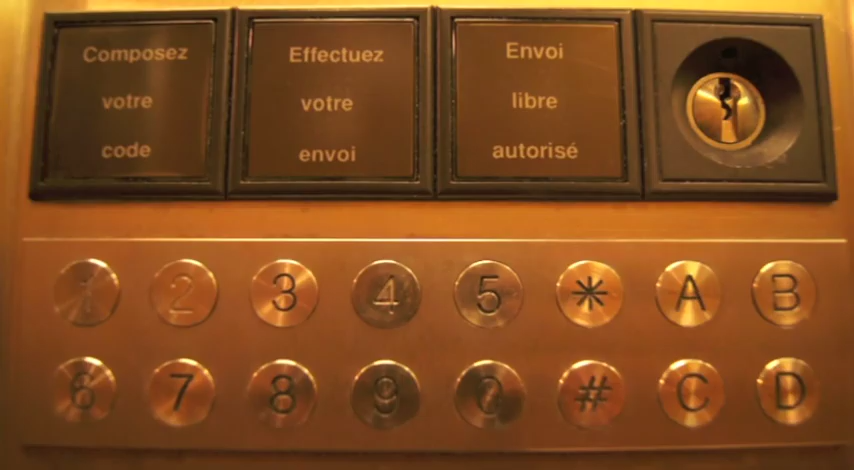 Composez
votre
code
Effectuez
votre
envoi
Envoi
libre
autorisé
1 2 3 4 5 * A B
6 7 8 9 0 # C D